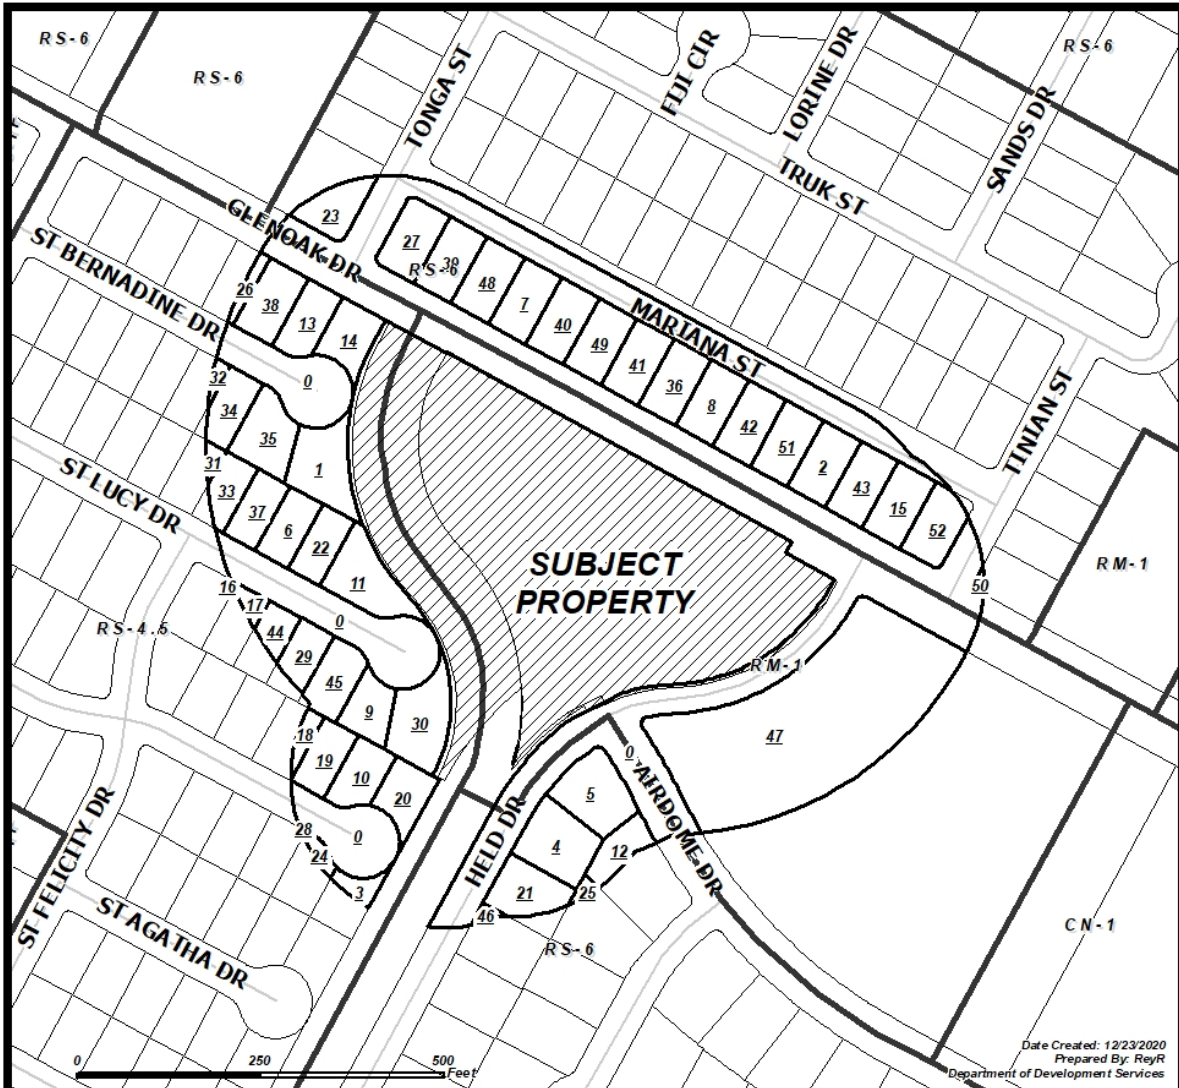 RS-6
RS-6
RS-6
TONGA ST
FIJI CIR
LORINE DR
SANDS DR
TRUK ST
GLENOAK DR
ST BERNADINE DR
MARIANA ST
TINIAN ST
ST LUCY DR
23
27
39
RS-6
48
7
40
49
41
36
8
42
51
2
43
15
52
50
26
38
13
14
0
32
34
35
1
31
33
37
6
22
11
16
17
44
29
45
9
30
0
RS-4.5
SUBJECT
PROPERTY
RM-1
RM-1
47
0
AIRDOME DR
18
19
10
20
28
24
0
3
5
4
12
21
25
46
HELD DR
ST FELICITY DR
ST AGATHA DR
RS-6
CN-1
0
250
500
Feet
Date Created: 12/23/2020
Prepared By: ReyR
Department of Development Services